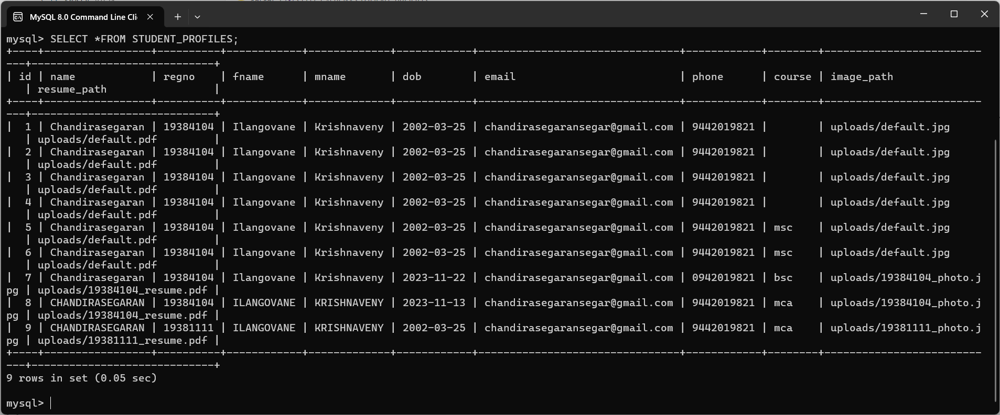 MySQL 8.0 Command Line Cli
mysql> SELECT *FROM STUDENT_PROFILES;
+----+-----------------+----------+------------+-------------+------------+--------------------------------+------------+--------+-------------------------
---+-----------------------------+
| id | name            | regno    | fname      | mname       | dob        | email                          | phone      | course | image_path
   | resume_path                 |
+----+-----------------+----------+------------+-------------+------------+--------------------------------+------------+--------+-------------------------
---+-----------------------------+
|  1 | Chandirasegaran | 19384104 | Ilangovane | Krishnaveny | 2002-03-25 | chandirasegaransegar@gmail.com | 9442019821 |        | uploads/default.jpg
   | uploads/default.pdf         |
|  2 | Chandirasegaran | 19384104 | Ilangovane | Krishnaveny | 2002-03-25 | chandirasegaransegar@gmail.com | 9442019821 |        | uploads/default.jpg
   | uploads/default.pdf         |
|  3 | Chandirasegaran | 19384104 | Ilangovane | Krishnaveny | 2002-03-25 | chandirasegaransegar@gmail.com | 9442019821 |        | uploads/default.jpg
   | uploads/default.pdf         |
|  4 | Chandirasegaran | 19384104 | Ilangovane | Krishnaveny | 2002-03-25 | chandirasegaransegar@gmail.com | 9442019821 |        | uploads/default.jpg
   | uploads/default.pdf         |
|  5 | Chandirasegaran | 19384104 | Ilangovane | Krishnaveny | 2002-03-25 | chandirasegaransegar@gmail.com | 9442019821 | msc    | uploads/default.jpg
   | uploads/default.pdf         |
|  6 | Chandirasegaran | 19384104 | Ilangovane | Krishnaveny | 2002-03-25 | chandirasegaransegar@gmail.com | 9442019821 | msc    | uploads/default.jpg
   | uploads/default.pdf         |
|  7 | Chandirasegaran | 19384104 | Ilangovane | Krishnaveny | 2023-11-22 | chandirasegaransegar@gmail.com | 0942019821 | bsc    | uploads/19384104_photo.j
pg | uploads/19384104_resume.pdf |
|  8 | CHANDIRASEGARAN | 19384104 | ILANGOVANE | KRISHNAVENY | 2023-11-13 | chandirasegaransegar@gmail.com | 9442019821 | mca    | uploads/19384104_photo.j
pg | uploads/19384104_resume.pdf |
|  9 | CHANDIRASEGARAN | 19381111 | ILANGOVANE | KRISHNAVENY | 2002-03-25 | chandirasegaransegar@gmail.com | 9442019821 | mca    | uploads/19381111_photo.j
pg | uploads/19381111_resume.pdf |
+----+-----------------+----------+------------+-------------+------------+--------------------------------+------------+--------+-------------------------
---+-----------------------------+
9 rows in set (0.05 sec)
mysql>